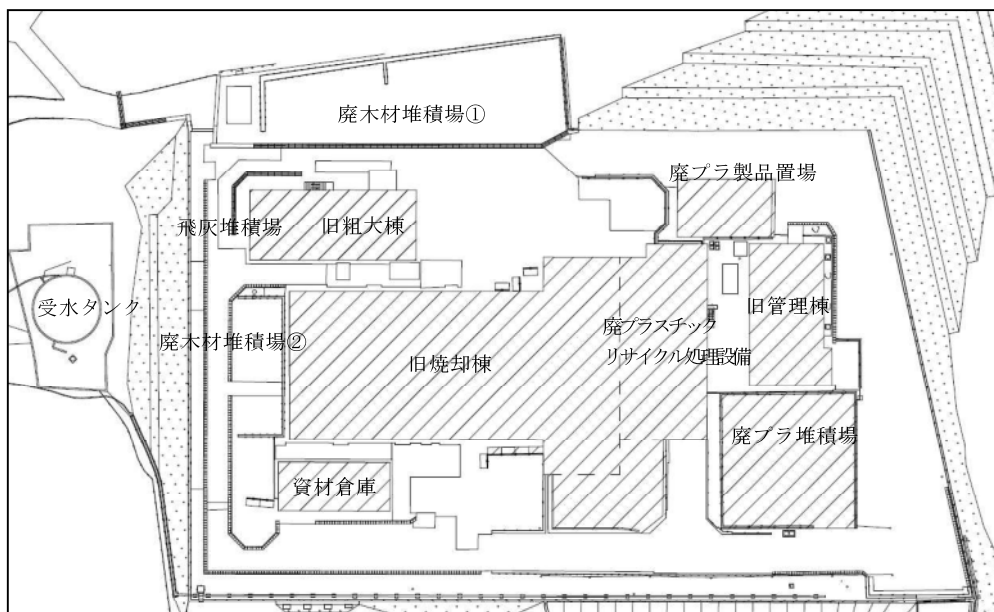 廃木材堆積場①
廃プラ製品置場
飛灰堆積場
旧粗大棟
受水タンク
旧管理棟
廃木材堆積場②
旧焼却棟
廃プラスチック
リサイクル処理設備
廃プラ堆積場
資材倉庫